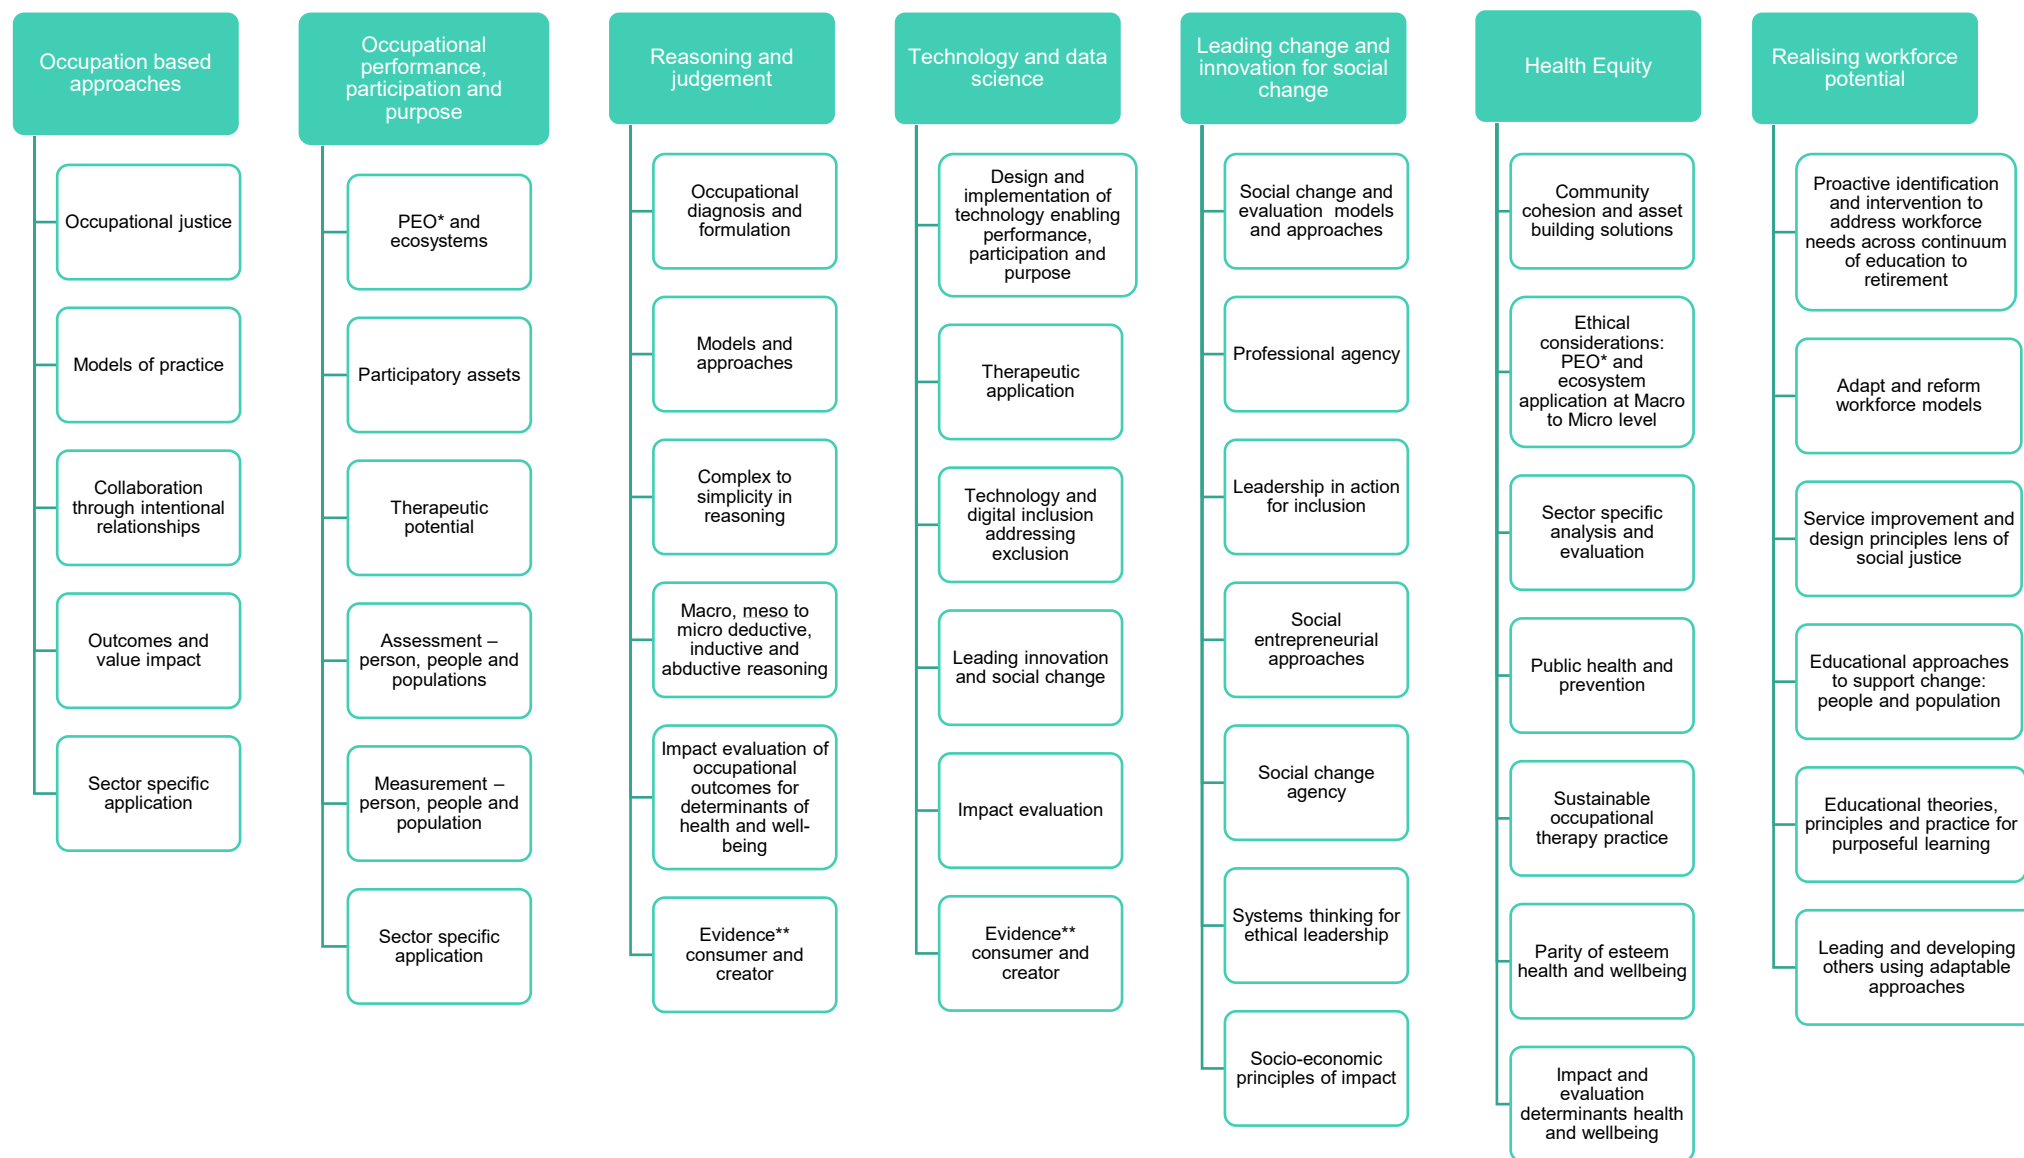 Occupation based
approaches
Occupational justice
Models of practice
Collaboration
through intentional
relationships
Outcomes and
value impact
Sector specific
application
Occupational
performance,
participation and
purpose
PEO* and
ecosystems
Participatory assets
Therapeutic
potential
Assessment –
person, people and
populations
Measurement –
person, people and
population
Sector specific
application
Reasoning and
judgement
Occupational
diagnosis and
formulation
Models and
approaches
Complex to
simplicity in
reasoning
Macro, meso to
micro deductive,
inductive and
abductive reasoning
Impact evaluation of
occupational
outcomes for
determinants of
health and well-
being
Evidence**
consumer and
creator
Technology and data
science
Design and
implementation of
technology enabling
performance,
participation and
purpose
Therapeutic
application
Technology and
digital inclusion
addressing
exclusion
Leading innovation
and social change
Impact evaluation
Evidence**
consumer and
creator
Leading change and
innovation for social
change
Social change and
evaluation  models
and approaches
Professional agency
Leadership in action
for inclusion
Social
entrepreneurial
approaches
Social change
agency
Systems thinking for
ethical leadership
Socio-economic
principles of impact
Health Equity
Community
cohesion and asset
building solutions
Ethical
considerations:
PEO* and
ecosystem
application at Macro
to Micro level
Sector specific
analysis and
evaluation
Public health and
prevention
Sustainable
occupational
therapy practice
Parity of esteem
health and wellbeing
Impact and
evaluation
determinants health
and wellbeing
Realising workforce
potential
Proactive identification
and intervention to
address workforce
needs across continuum
of education to
retirement
Adapt and reform
workforce models
Service improvement and
design principles lens of
social justice
Educational approaches
to support change:
people and population
Educational theories,
principles and practice for
purposeful learning
Leading and developing
others using adaptable
approaches